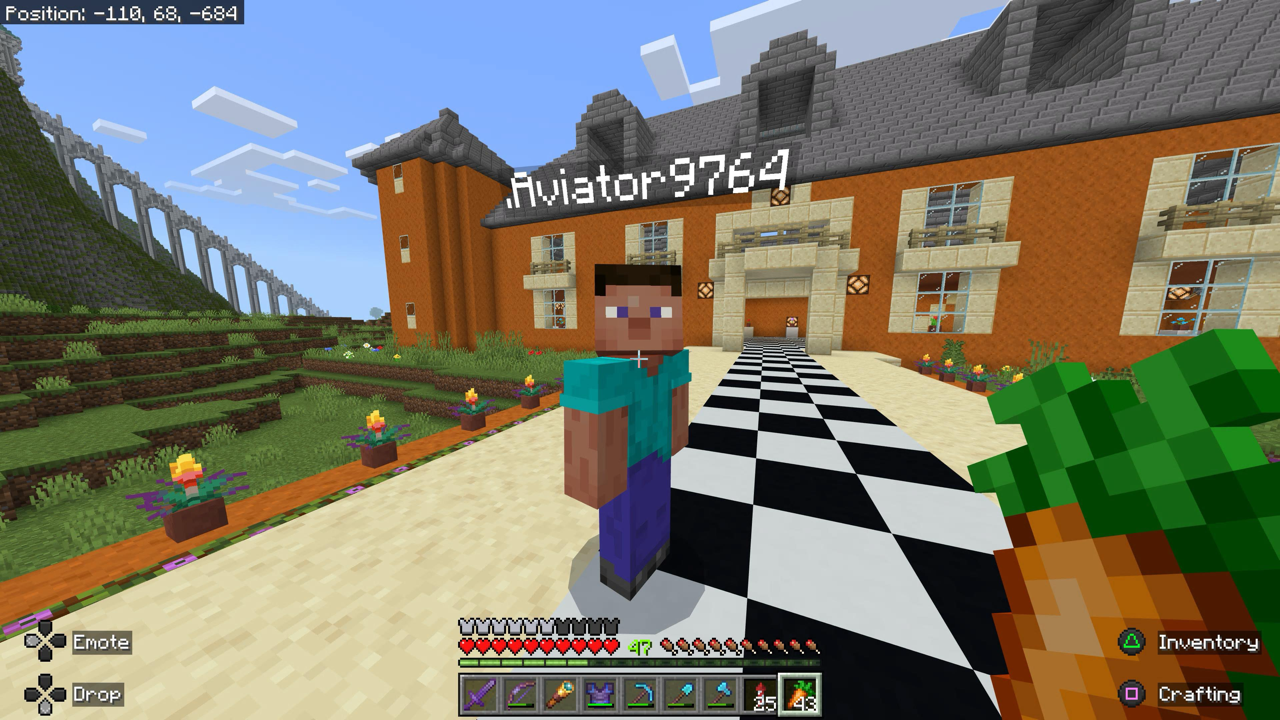 Position: -110, 68, -684
.Aviator9764
Emote
Drop
47
25
43
Inventory
Crafting